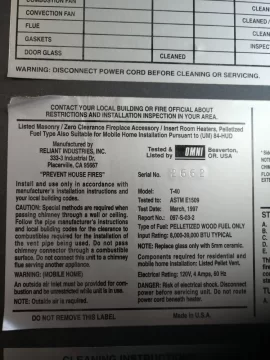 COMBUSTION FAN
CONVECTION FAN
FLUE
GASKETS
DOOR GLASS
CLEANED
WARNING: DISCONNECT POWER CORD BEFORE CLEANING OR SERVICING.
CONTACT YOUR LOCAL BUILDING OR FIRE OFFICIAL ABOUT
RESTRICTIONS AND INSTALLATION INSPECTION IN YOUR AREA.
Listed Masonry / Zero Clearance Fireplace Accessory / Insert Room Heaters, Pelletized
Fuel Type Also Suitable for Mobile Home Installation Pursuant to (UM) 84-HUD
Manufactured by
RELIANT INDUSTRIES, INC.
333-3 Industrial Dr.
Placerville, CA 95667
"PREVENT HOUSE FIRES"
Install and use only in accordance with
manufacturer's installation instructions and
your local building codes.
CAUTION: Special methods are required when
passing chimney through a wall or ceiling.
Follow the pipe manufacturer's instructions
and local building codes for the clearance to
combustibles required for the installation of
the vent pipe being used. Do not pass
chimney connector through a combustible
surface. Do not connect this unit to a chimney
flue serving another appliance.
WARNING: (MOBILE HOME)
An outside air inlet must be provided for com-
bustion and be unrestricted while unit is in use.
NOTE: Outside air is required.
Tested &
Listed By
OMNI
Beaverton,
OR. USA
Serial No.
Model:
Tested to: ASTM E1509
Test Date: March, 1997
Report No.: 097-S-03-2
Fuel Type: PELLETIZED WOOD FUEL ONLY
Input Rating: 8,000-39,000 BTU TYPICAL
NOTE: Replace glass only with 5mm ceramic.
Components required for residential and
mobile home installation: Listed Pellet Vent.
Electrical Rating: 120V, 4 Amps, 60 Hz
DANGER: Risk of electrical shock. Disconnect
power before servicing unit. Do not route
power cord beneath heater.
DO NOT REMOVE THIS LABEL
Made in U.S.A.
CLEANING INSTRUCTIONS